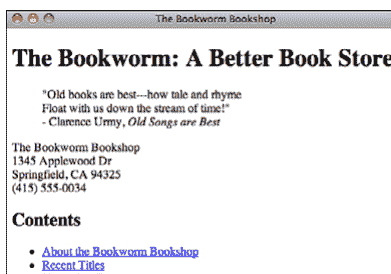 The Bookworm Bookshop
The Bookworm: A Better Book Store
"Old books are best---how tale and rhyme
Float with us down the stream of time!"
- Clarence Urmy, Old Songs are Best
The Bookworm Bookshop
1345 Applewood Dr
Springfield, CA 94325
(415) 555-0034
Contents
• About the Bookworm Bookshop
• Recent Titles